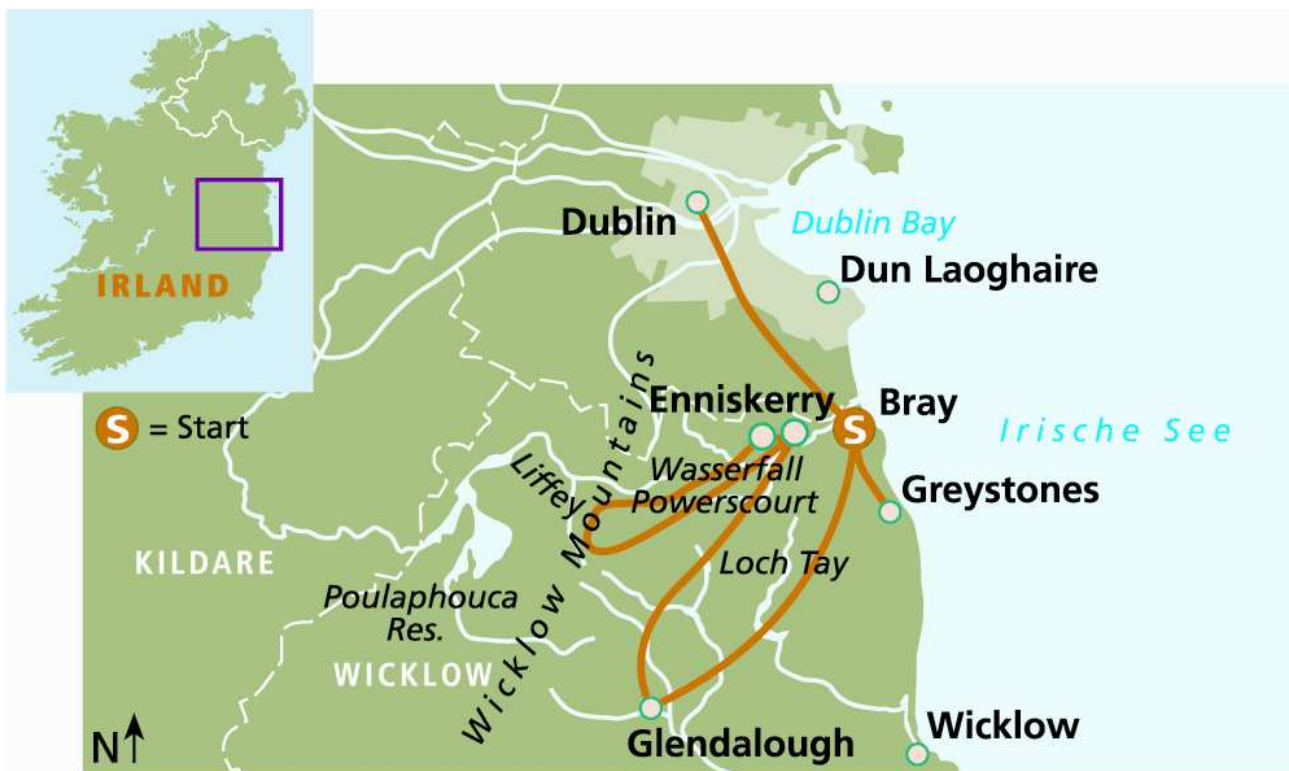 IRLAND
S = Start
Dublin
Dublin Bay
Dun Laoghaire
Enniskerry
Bray
S
Irische See
Wicklow Mountains
Liffey
Wasserfall
Powerscourt
Greystones
KILDARE
Loch Tay
Poulaphouca
Res.
WICKLOW
N
Glendalough
Wicklow